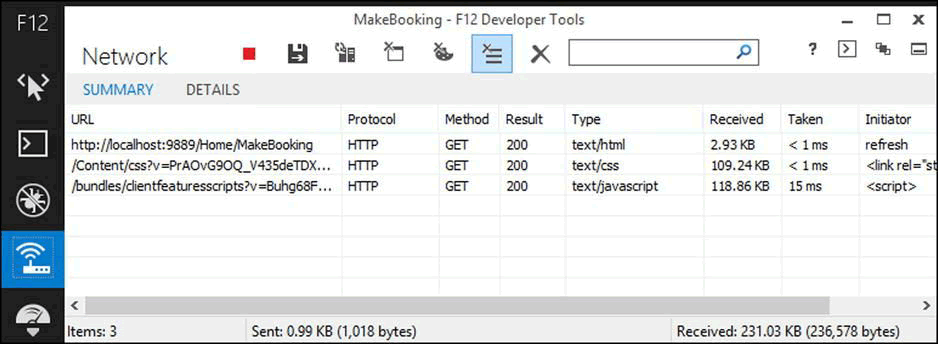 F12
MakeBooking - F12 Developer Tools
Network
?
SUMMARY DETAILS
URL Protocol Method Result Type Received Taken Initiator
http://localhost:9889/Home/MakeBooking HTTP GET 200 text/html 2.93 KB < 1 ms refresh
/Content/css?v=PrAOvG9OQ_V435deTDX... HTTP GET 200 text/css 109.24 KB < 1 ms <link rel="st
/bundles/clientfeaturesscripts?v=Buhg68F... HTTP GET 200 text/javascript 118.86 KB 15 ms <script>
Items: 3 Sent: 0.99 KB (1,018 bytes) Received: 231.03 KB (236,578 bytes)